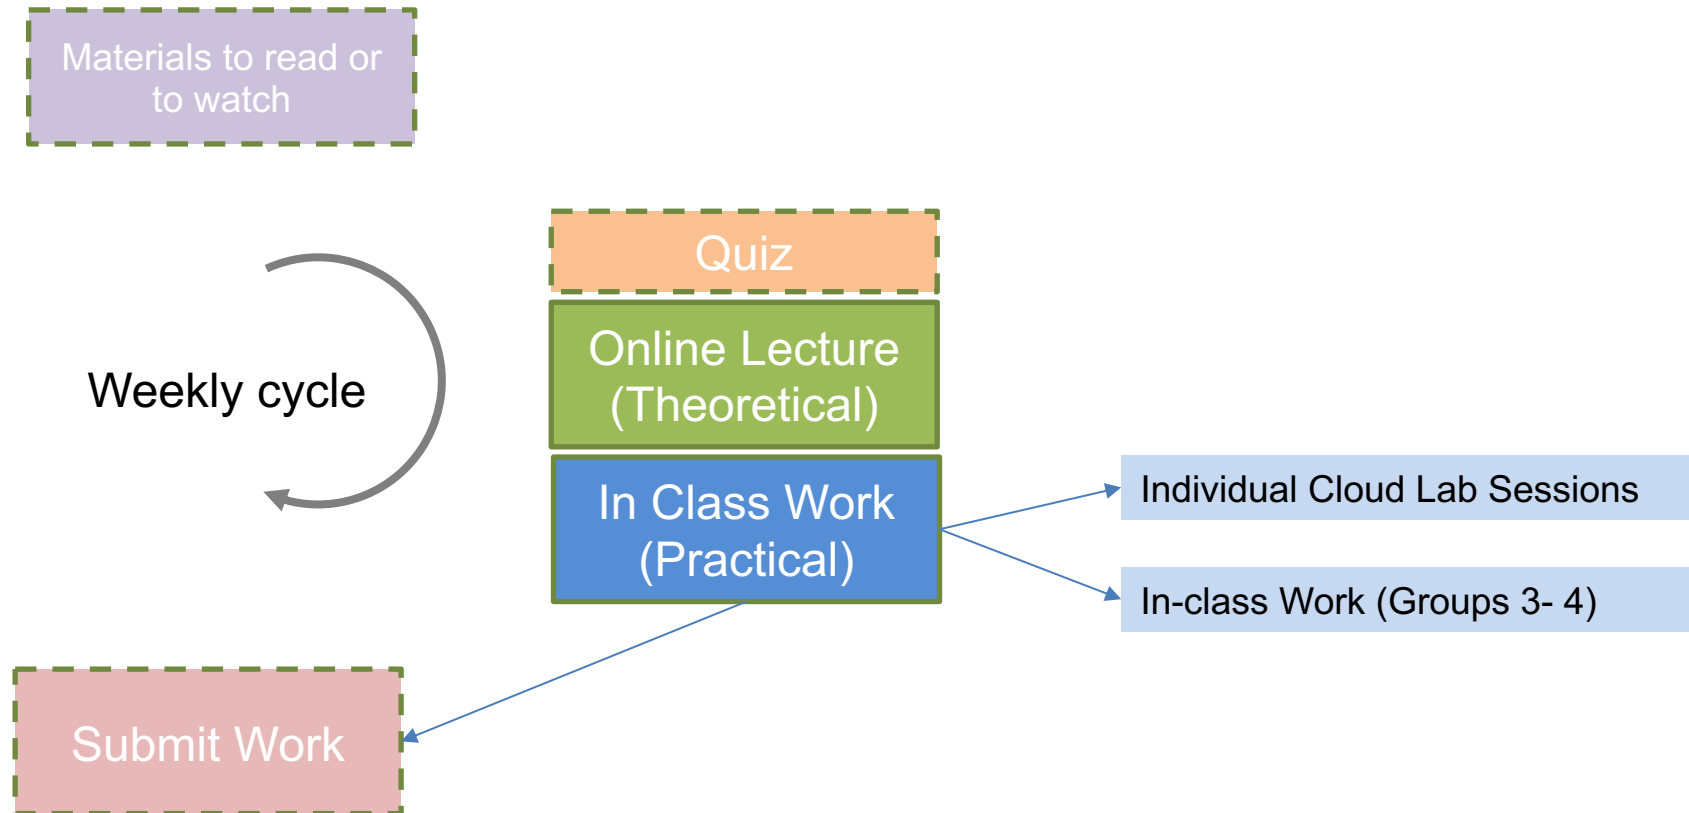 Materials to read or
to watch
Quiz
Online Lecture
(Theoretical)
Weekly cycle
In Class Work
(Practical)
Individual Cloud Lab Sessions
In-class Work (Groups 3- 4)
Submit Work